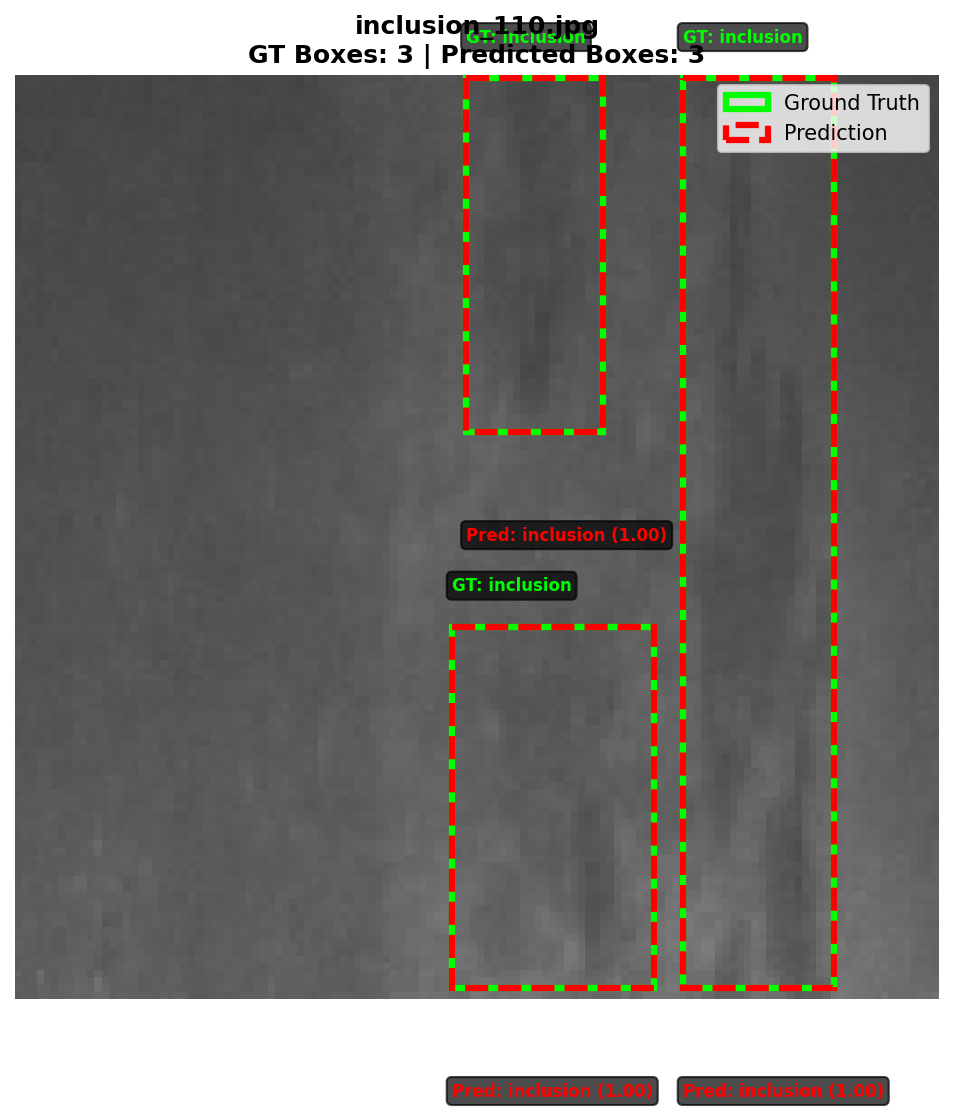 inclusion_110.jpg
GT Boxes: 3 | Predicted Boxes: 3
GT: inclusion
GT: inclusion
Ground Truth
Prediction
Pred: inclusion (1.00)
GT: inclusion
Pred: inclusion (1.00)
Pred: inclusion (1.00)